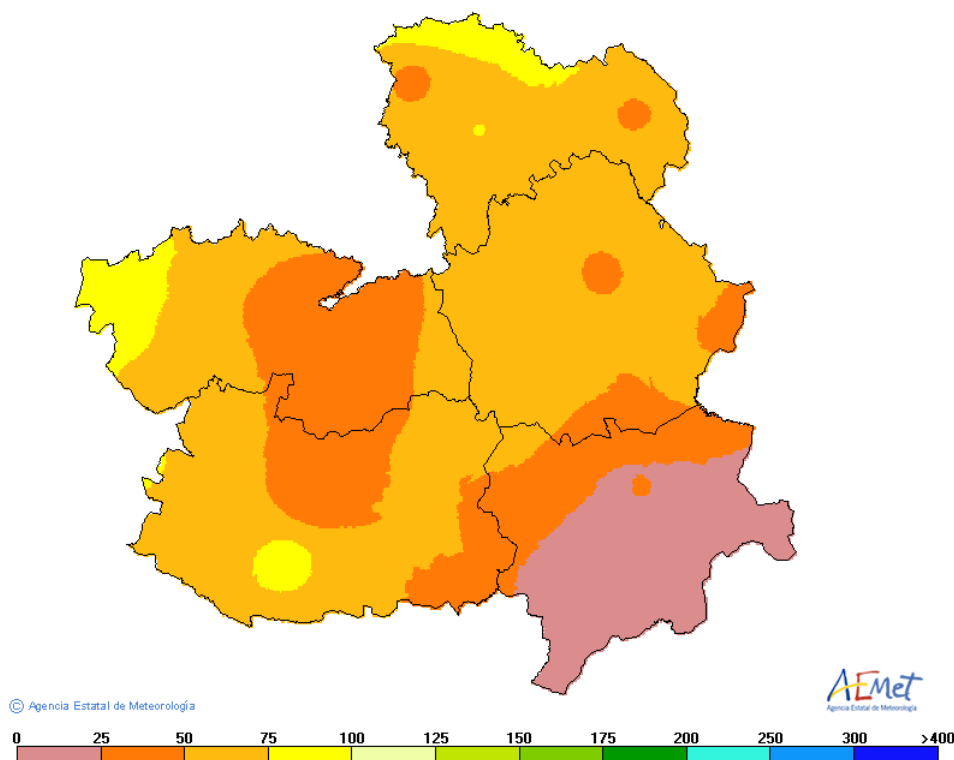 AEMet
Agencia Estatal de Meteorología
© Agencia Estatal de Meteorología
0 25 50 75 100 125 150 175 200 250 300 >400